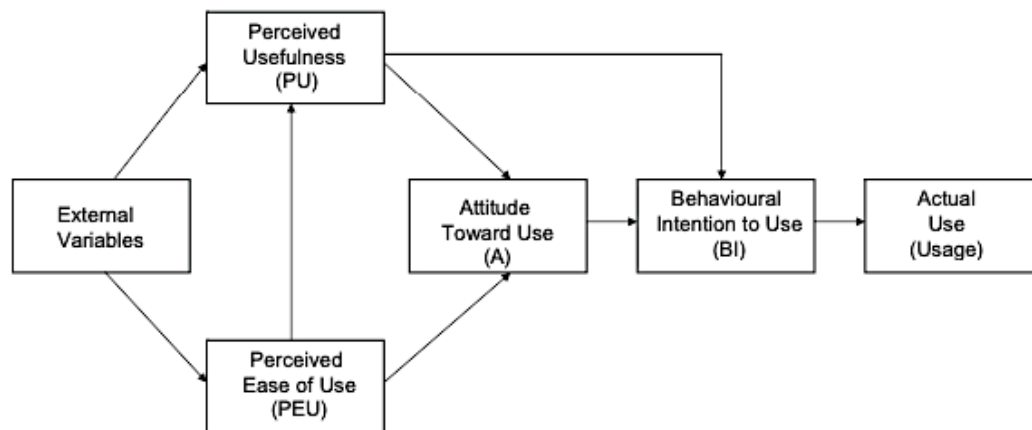 Perceived
Usefulness
(PU)
External
Variables
Attitude
Toward Use
(A)
Behavioural
Intention to Use
(BI)
Actual
Use
(Usage)
Perceived
Ease of Use
(PEU)